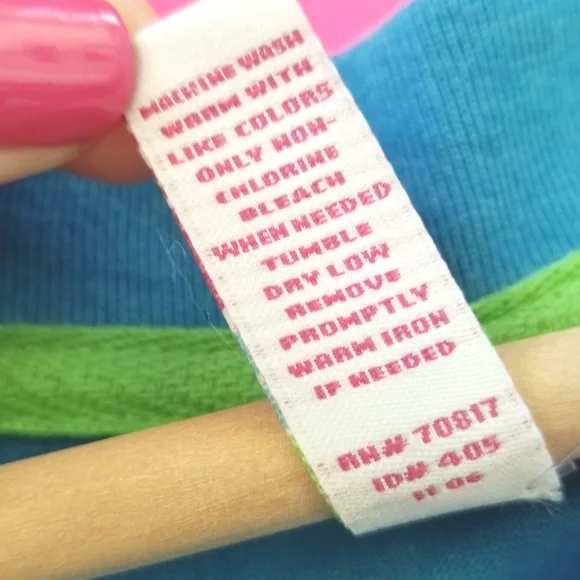 MACHINE WASH
WARM WITH
LIKE COLORS
ONLY NON-
CHLORINE
BLEACH
WHEN NEEDED
TUMBLE
DRY LOW
REMOVE
PROMPTLY
WARM IRON
IF NEEDED
RN# 70817
ID# 405